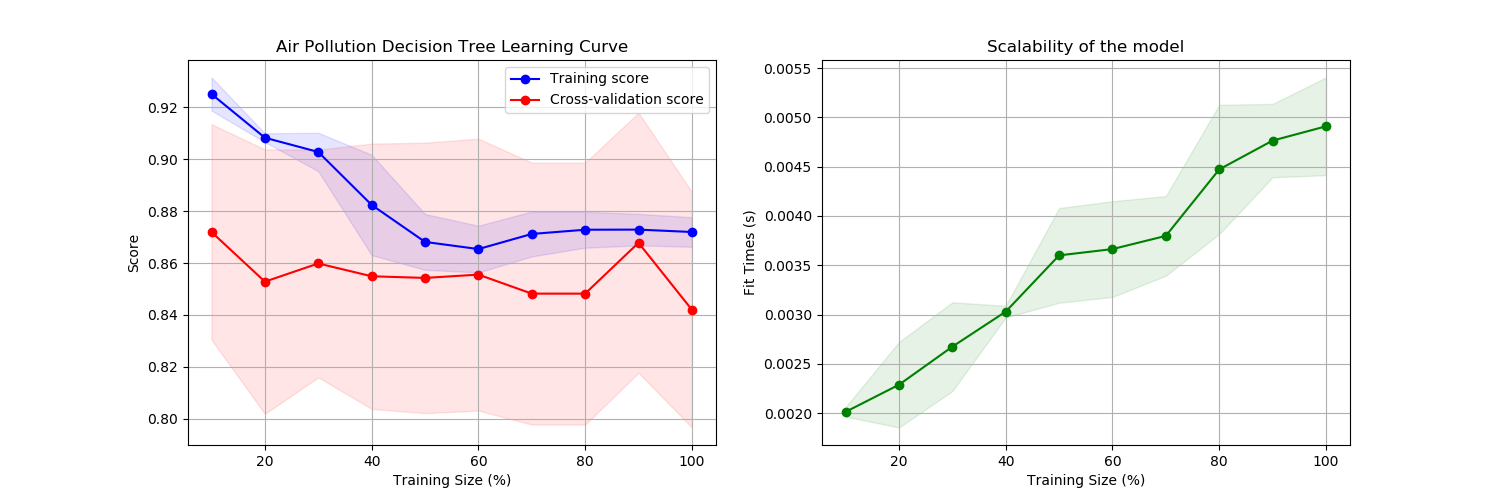 Air Pollution Decision Tree Learning Curve
Training score
Cross-validation score
Score
0.92
0.90
0.88
0.86
0.84
0.82
0.80
20 40 60 80 100
Training Size (%)
Scalability of the model
Fit Times (s)
0.0055
0.0050
0.0045
0.0040
0.0035
0.0030
0.0025
0.0020
20 40 60 80 100
Training Size (%)